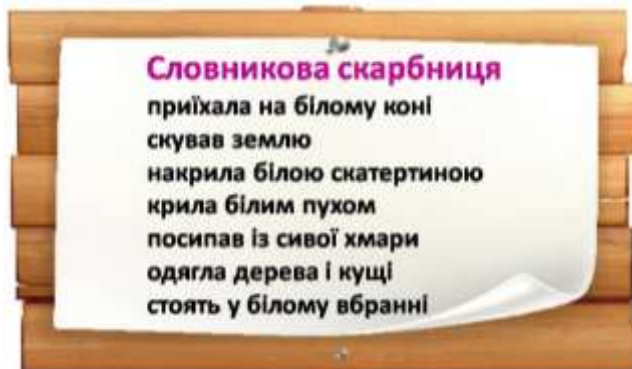 Словникова скарбниця
приїхала на білому коні
скував землю
накрила білою скатертиною
крила білим пухом
посипав із сивої хмари
одягла дерева і кущі
стоять у білому вбранні